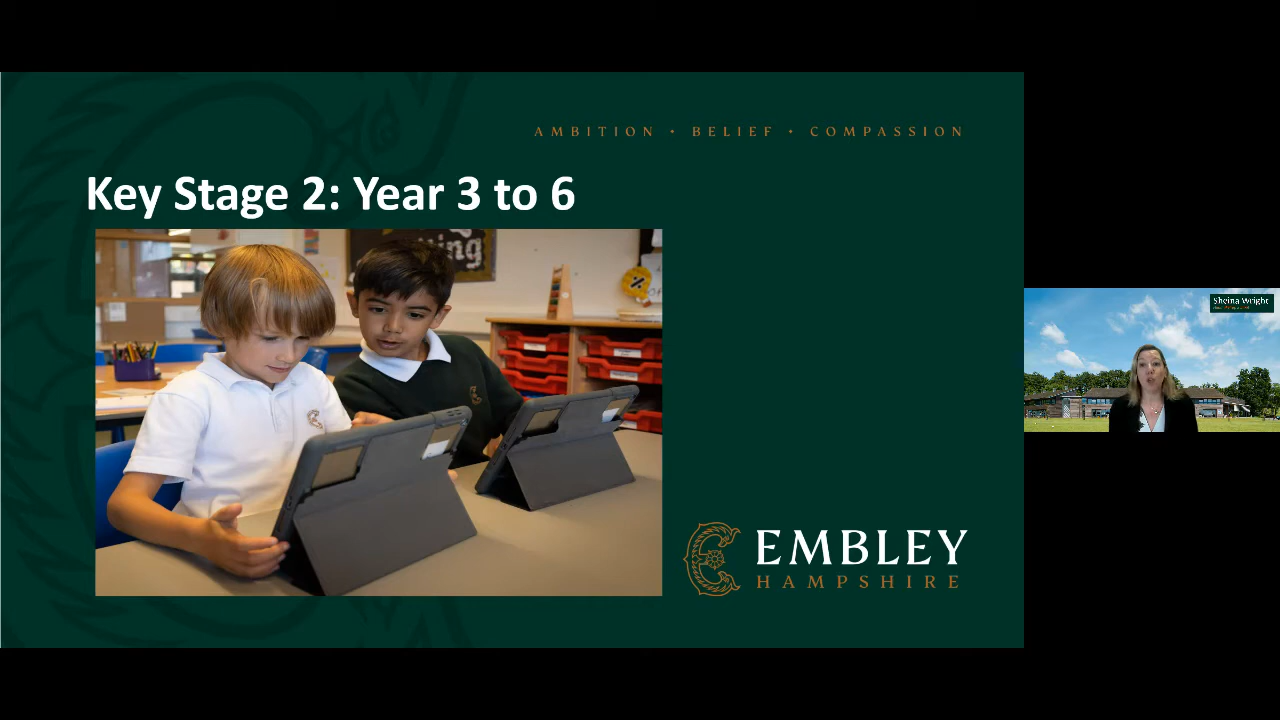 AMBITION • BELIEF • COMPASSION
Key Stage 2: Year 3 to 6
EMBLEY
HAMPSHIRE
Sheina Wright